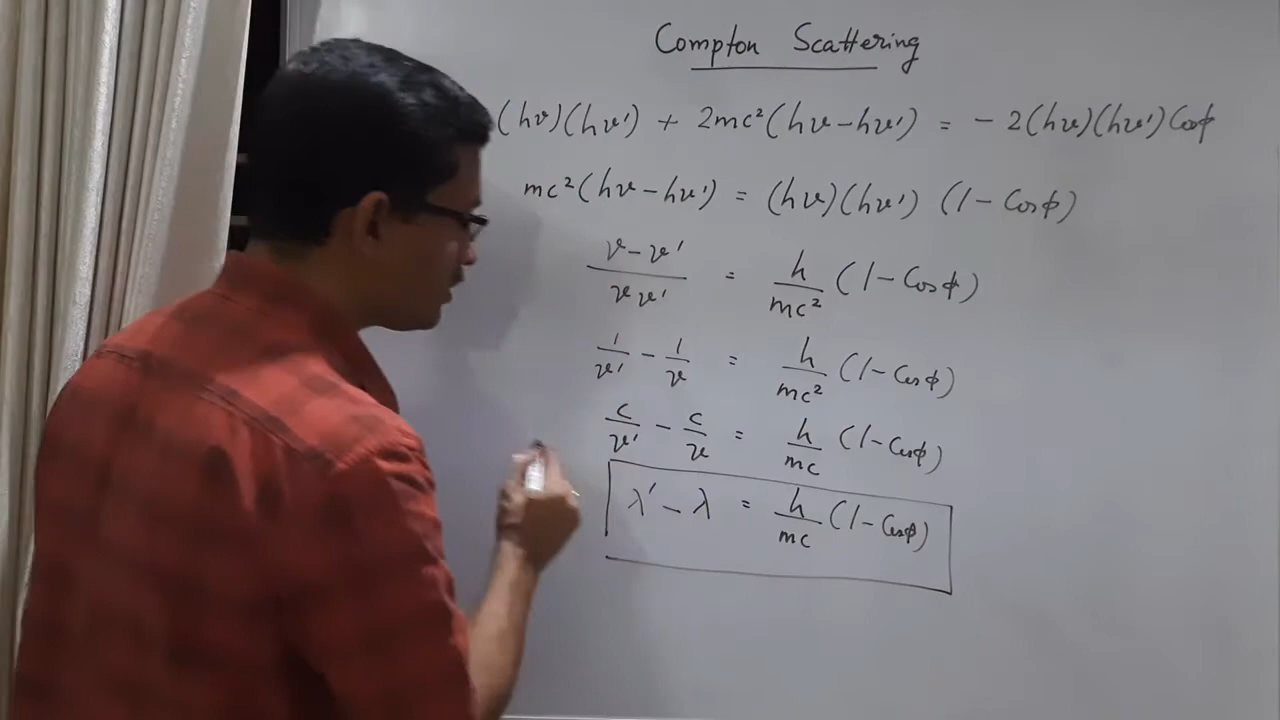 Compton Scattering
(hν)(hν') + 2mc²(hν-hν') = - 2(hν)(hν') Cosϕ
mc²(hν-hν') = (hν)(hν') (1-Cosϕ)
ν-ν' / νν' = h/mc² (1-Cosϕ)
1/ν' - 1/ν = h/mc² (1-Cosϕ)
c/ν' - c/ν = h/mc (1-Cosϕ)
λ' - λ = h/mc (1-Cosϕ)